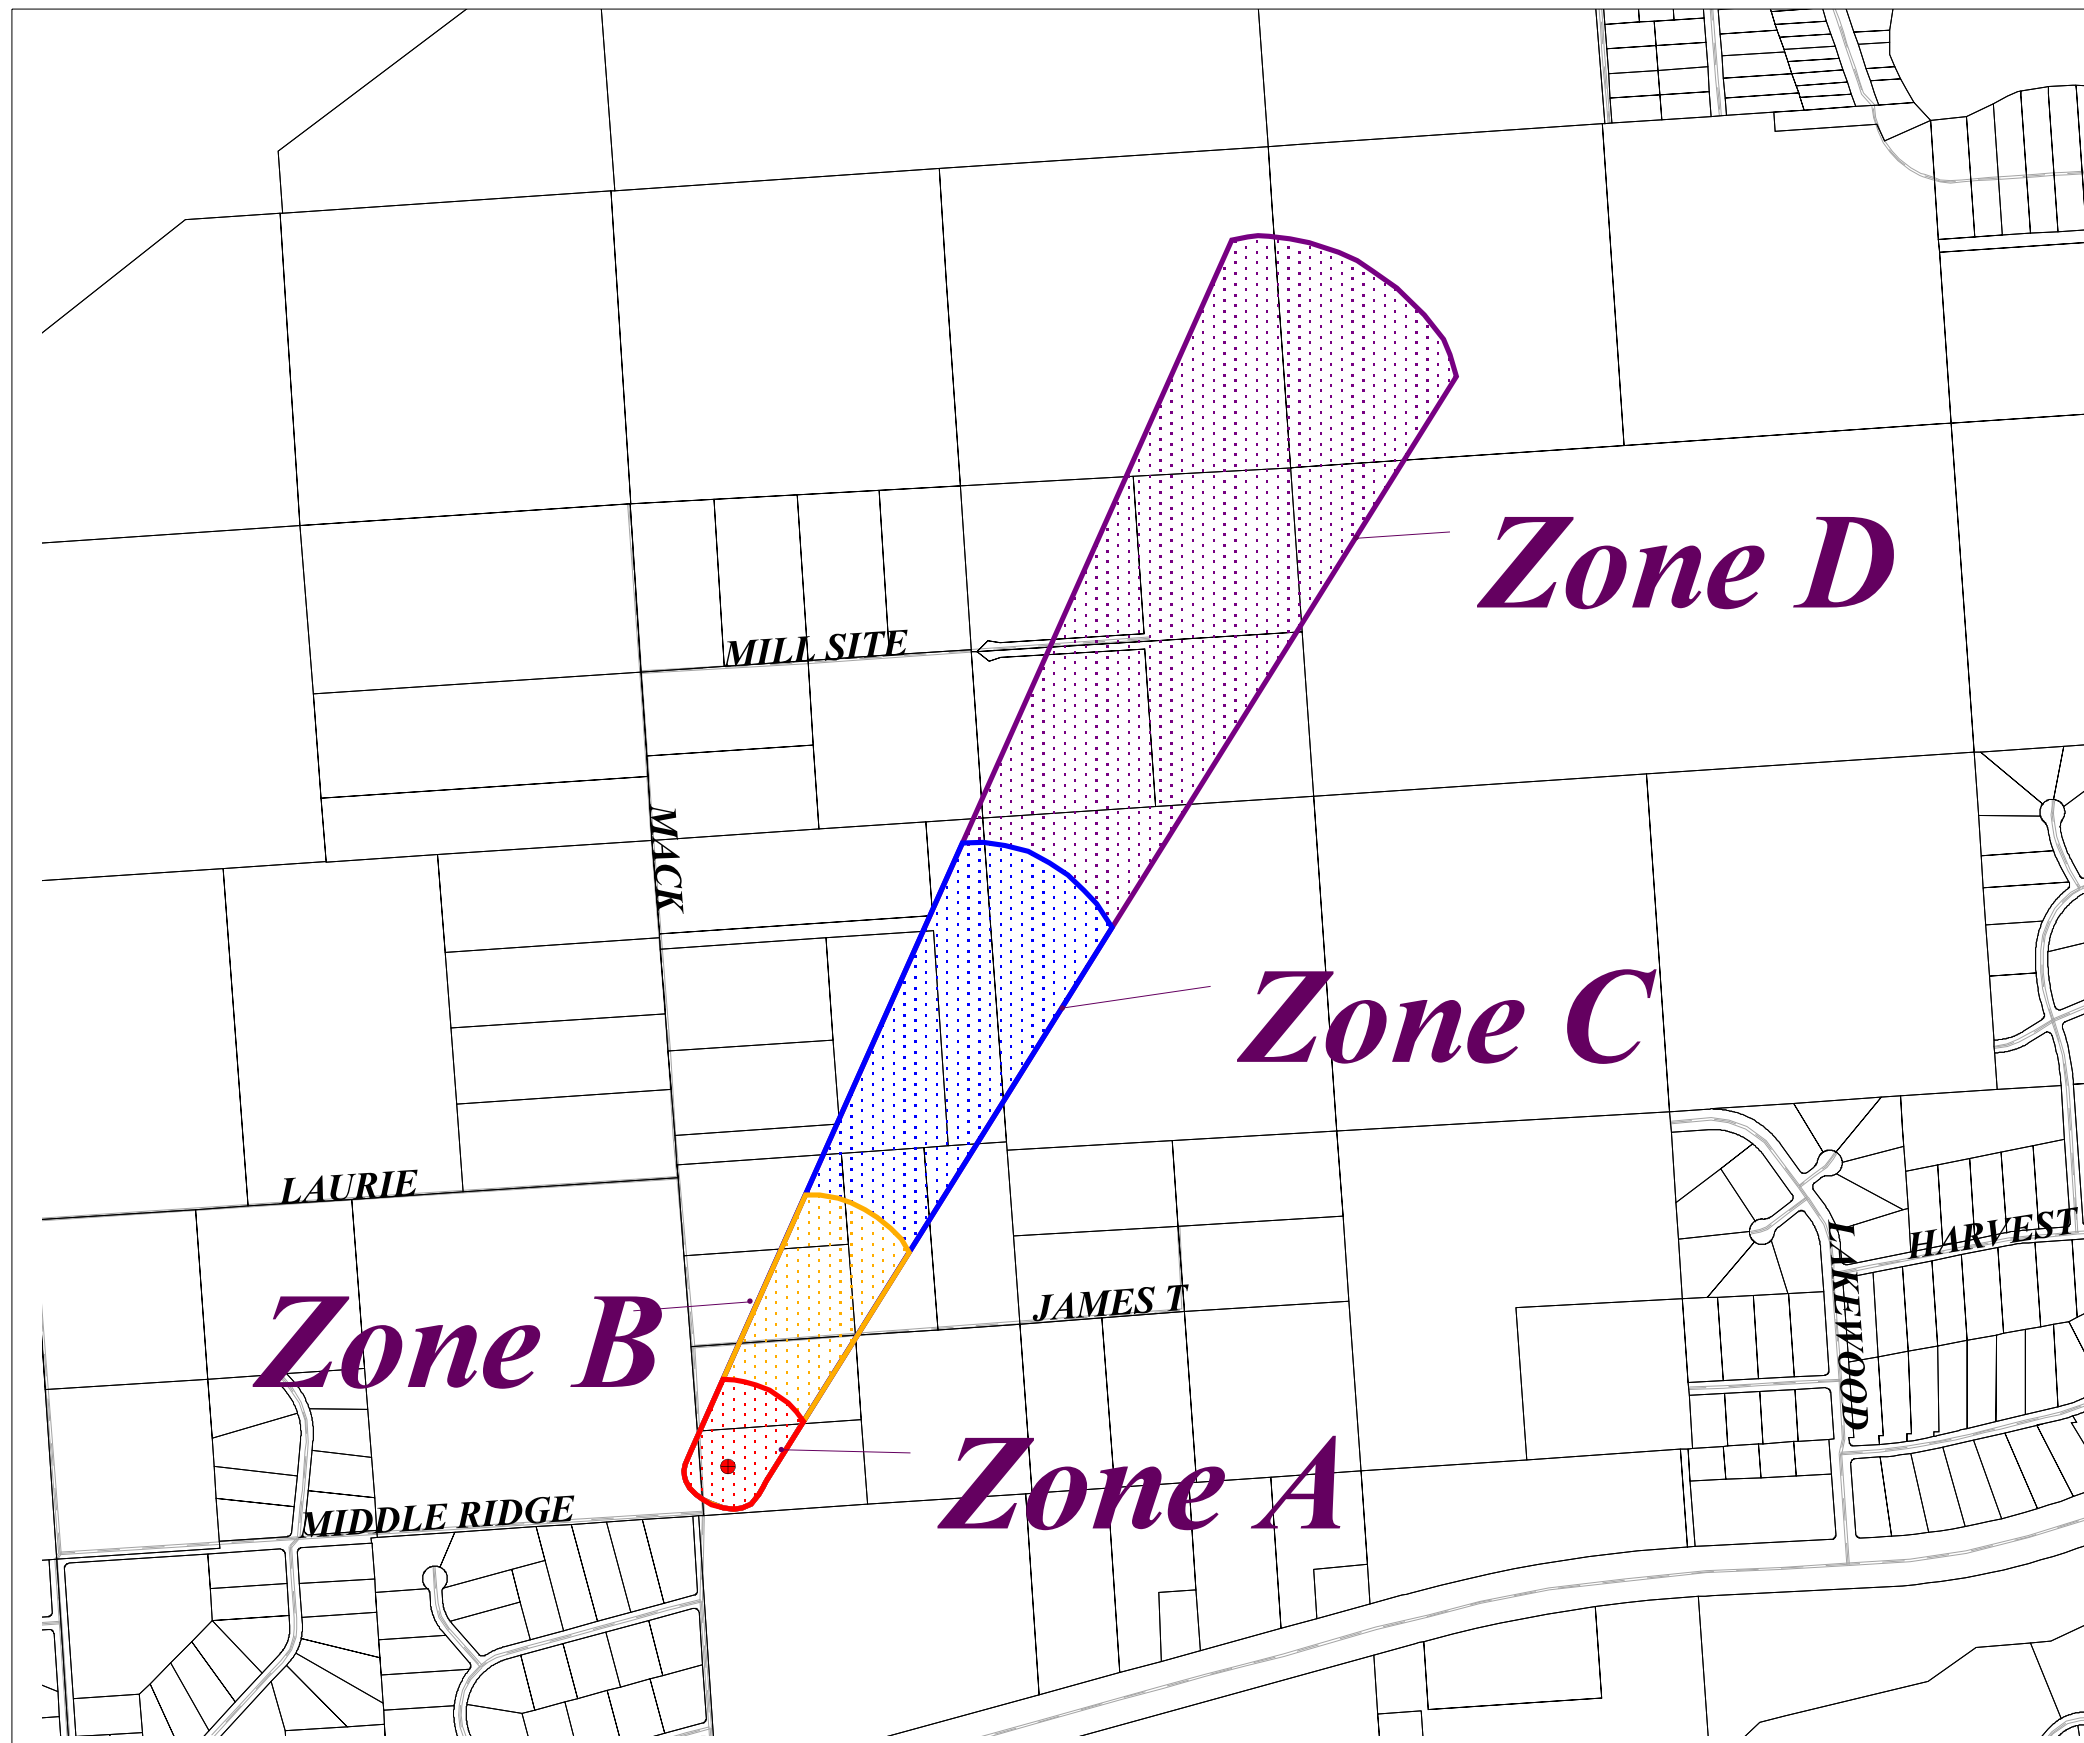 Zone D
MILL SITE
MACK
Zone C
LAURIE
HARVEST
LAKEWOOD
JAMES T
Zone B
Zone A
MIDDLE RIDGE